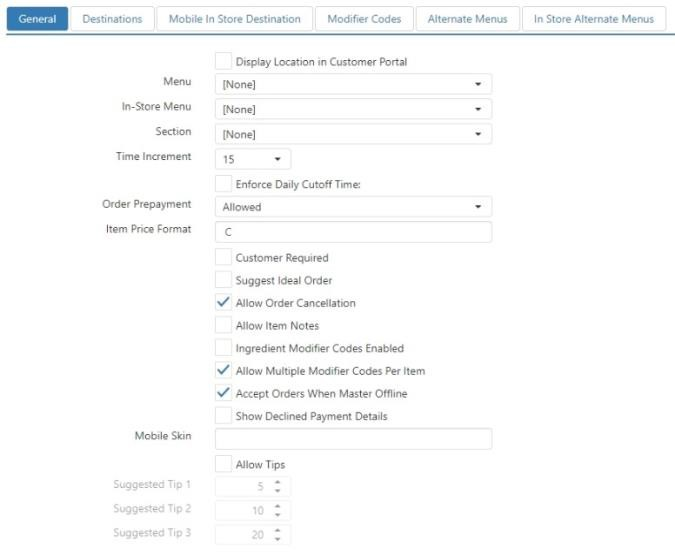 General Destinations Mobile In Store Destination Modifier Codes Alternate Menus In Store Alternate Menus
Display Location in Customer Portal
Menu [None]
In-Store Menu [None]
Section [None]
Time Increment 15
Enforce Daily Cutoff Time:
Order Prepayment Allowed
Item Price Format C
Customer Required
Suggest Ideal Order
Allow Order Cancellation
Allow Item Notes
Ingredient Modifier Codes Enabled
Allow Multiple Modifier Codes Per Item
Accept Orders When Master Offline
Show Declined Payment Details
Mobile Skin
Allow Tips
Suggested Tip 1 5
Suggested Tip 2 10
Suggested Tip 3 20